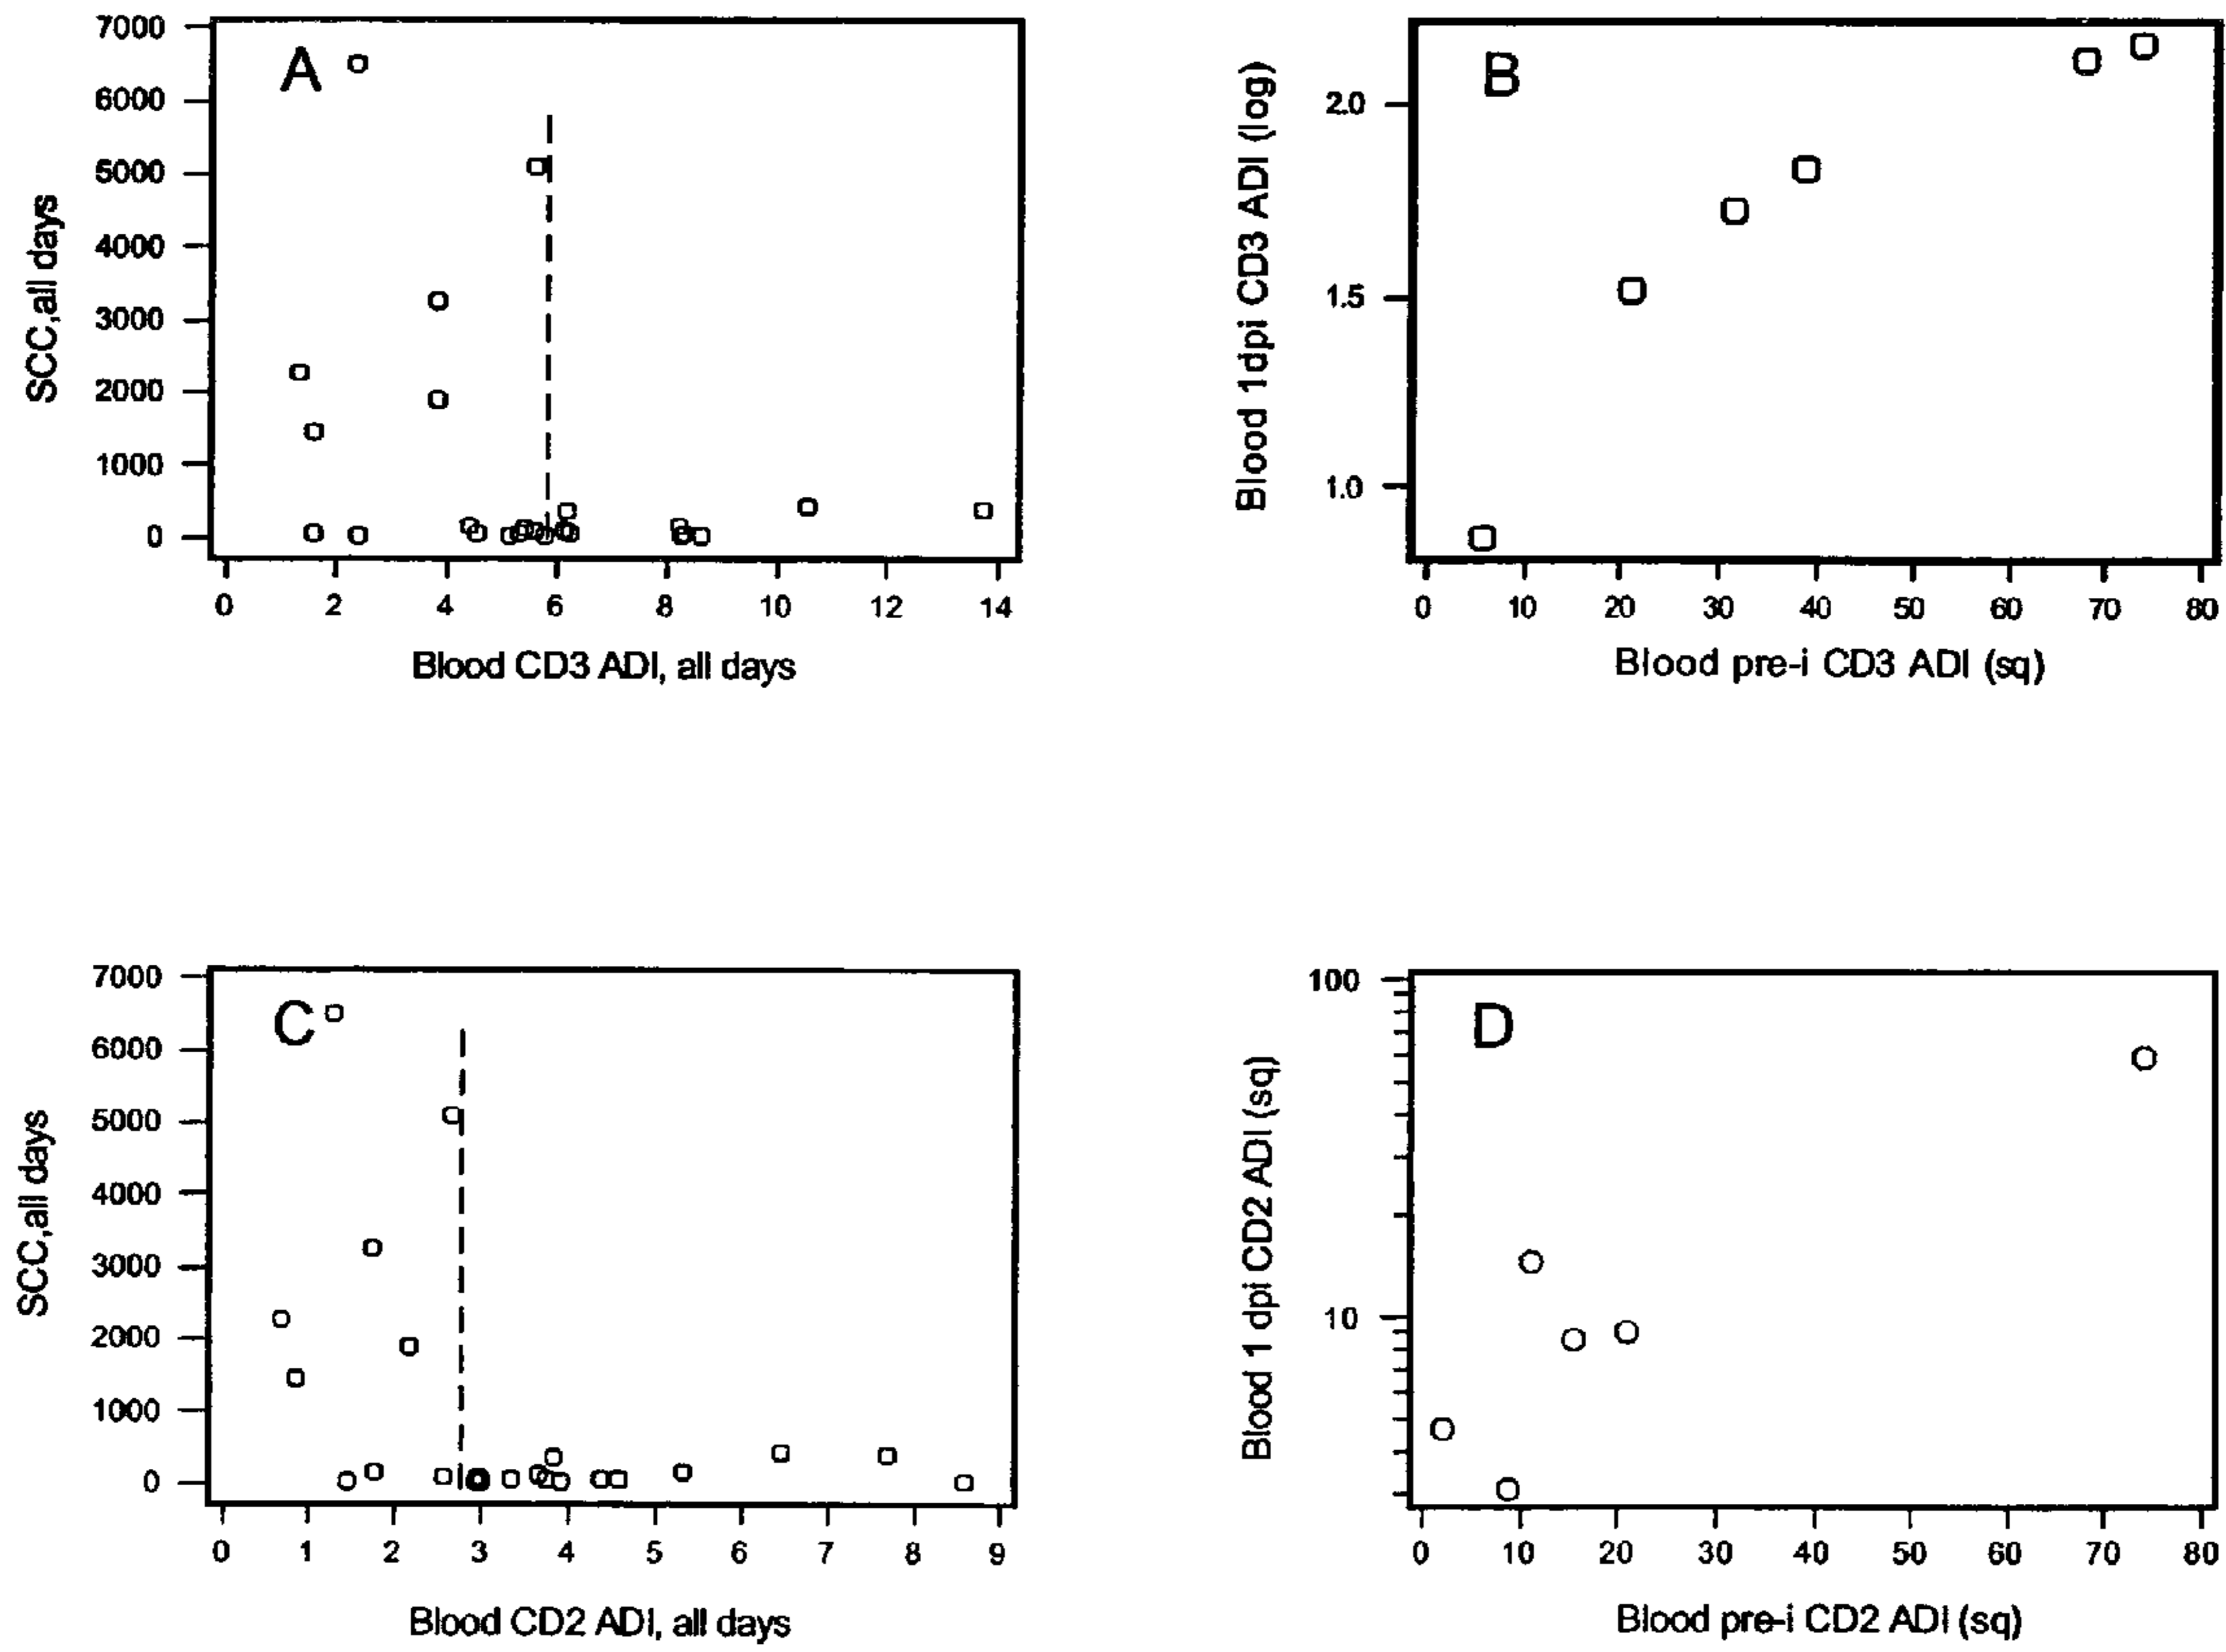 A
7000
6000
5000
4000
3000
2000
1000
0
SCC,all days
0 2 4 6 8 10 12 14
Blood CD3 ADI, all days
B
2.0
1.5
1.0
Blood 1dpi CD3 ADI (log)
0 10 20 30 40 50 60 70 80
Blood pre-i CD3 ADI (sq)
C
7000
6000
5000
4000
3000
2000
1000
0
SCC,all days
0 1 2 3 4 5 6 7 8 9
Blood CD2 ADI, all days
D
100
10
Blood 1 dpi CD2 ADI (sq)
0 10 20 30 40 50 60 70 80
Blood pre-i CD2 ADI (sq)